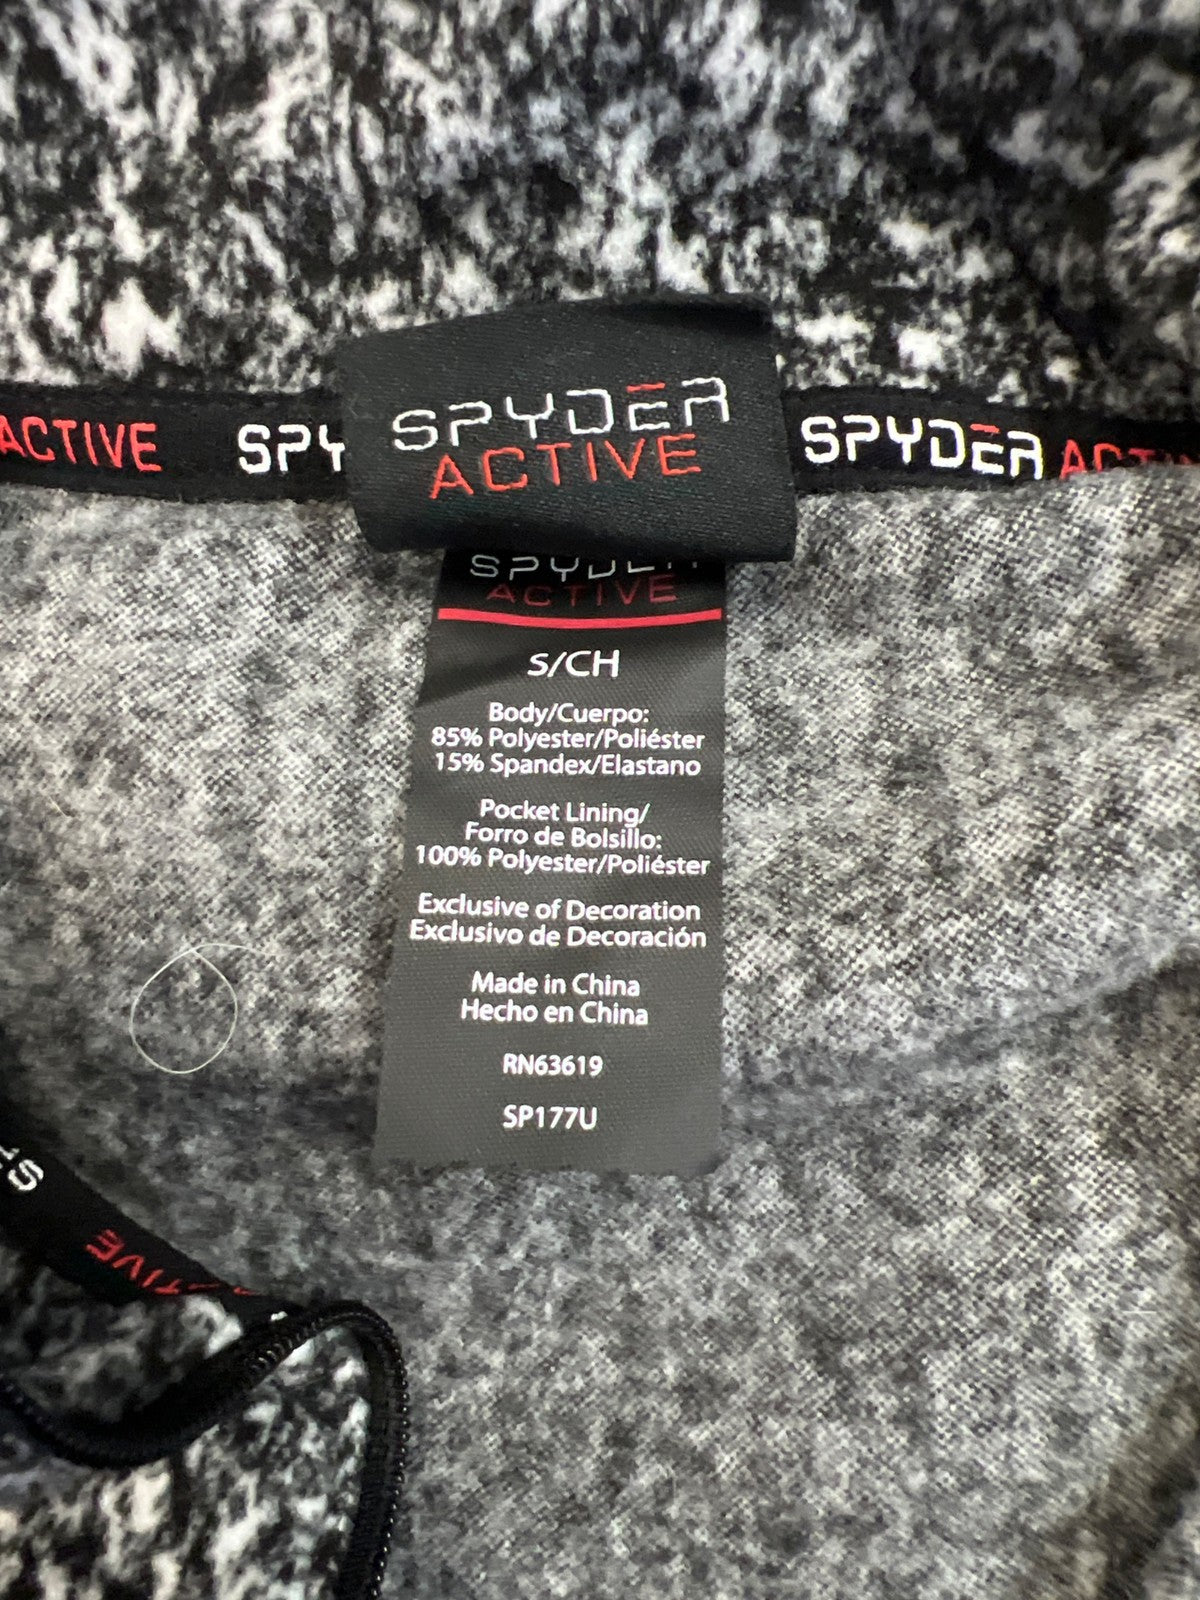 ACTIVE SPY
SPYDER
ACTIVE
SPYDER ACTIV
SPYDER
ACTIVE
S/CH
Body/Cuerpo:
85% Polyester/Poliéster
15% Spandex/Elastano
Pocket Lining/
Forro de Bolsillo:
100% Polyester/Poliéster
Exclusive of Decoration
Exclusivo de Decoración
Made in China
Hecho en China
RN63619
SP177U
ACTIVE